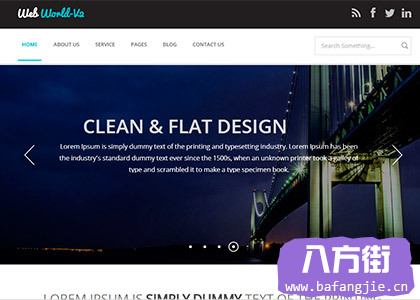 Web World-V2
HOME ABOUT US SERVICE PAGES BLOG CONTACT US
Search Something...
CLEAN & FLAT DESIGN
Lorem Ipsum is simply dummy text of the printing and typesetting industry. Lorem Ipsum has been
the industry's standard dummy text ever since the 1500s, when an unknown printer took a galley of
type and scrambled it to make a type specimen book.
八方街
www.bafangjie.cn
LOREM IPSUM IS SIMPLY DUMMY TEXT OF THE PRINTING